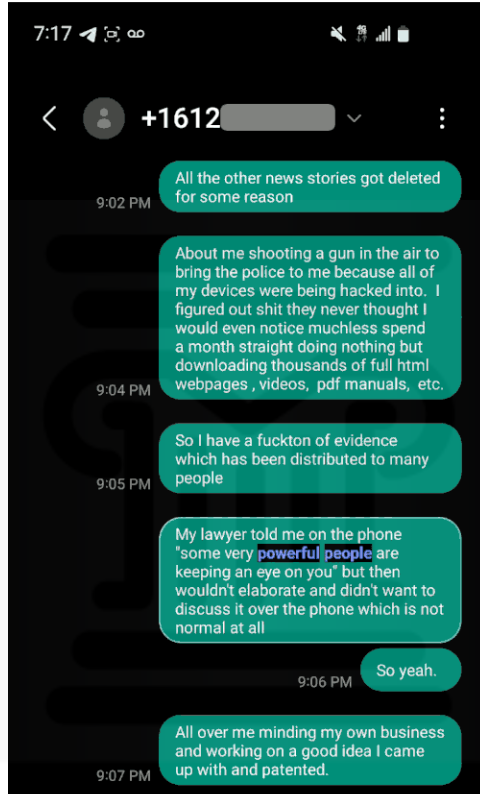 7:17
+1612
All the other news stories got deleted
for some reason
9:02 PM
About me shooting a gun in the air to
bring the police to me because all of
my devices were being hacked into.  I
figured out shit they never thought I
would even notice muchless spend
a month straight doing nothing but
downloading thousands of full html
webpages , videos,  pdf manuals,  etc.
9:04 PM
So I have a fuckton of evidence
which has been distributed to many
people
9:05 PM
My lawyer told me on the phone
"some very powerful people are
keeping an eye on you" but then
wouldn't elaborate and didn't want to
discuss it over the phone which is not
normal at all
So yeah.
9:06 PM
All over me minding my own business
and working on a good idea I came
up with and patented.
9:07 PM